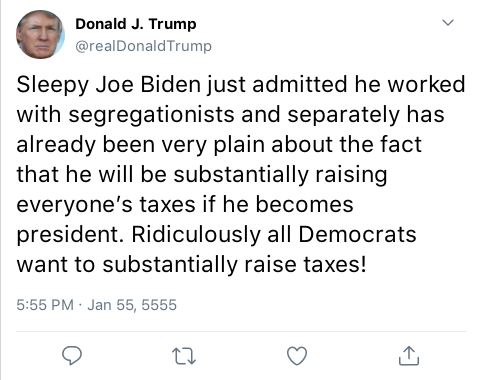 Donald J. Trump
@realDonaldTrump
Sleepy Joe Biden just admitted he worked
with segregationists and separately has
already been very plain about the fact
that he will be substantially raising
everyone’s taxes if he becomes
president. Ridiculously all Democrats
want to substantially raise taxes!
5:55 PM · Jan 55, 5555